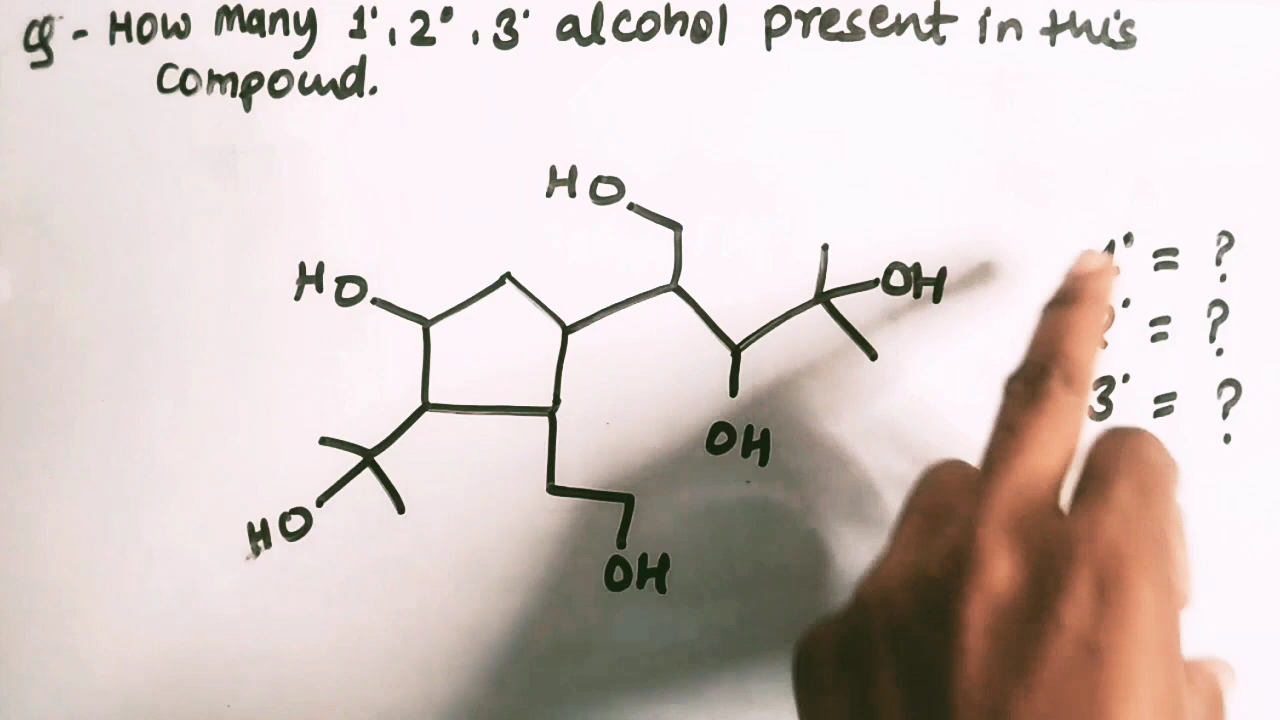 Q - How many 1°, 2°, 3° alcohol present in this
compound.
HO
HO
OH
OH
HO
OH
= ?
= ?
3° = ?